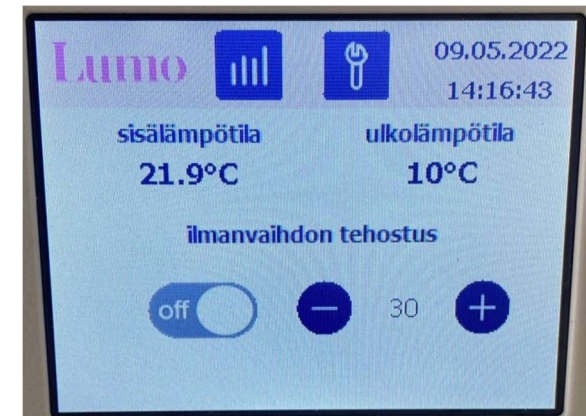 Lumo
09.05.2022
14:16:43
sisälämpötila ulkolämpötila
21.9°C 10°C
ilmanvaihdon tehostus
off − 30 +